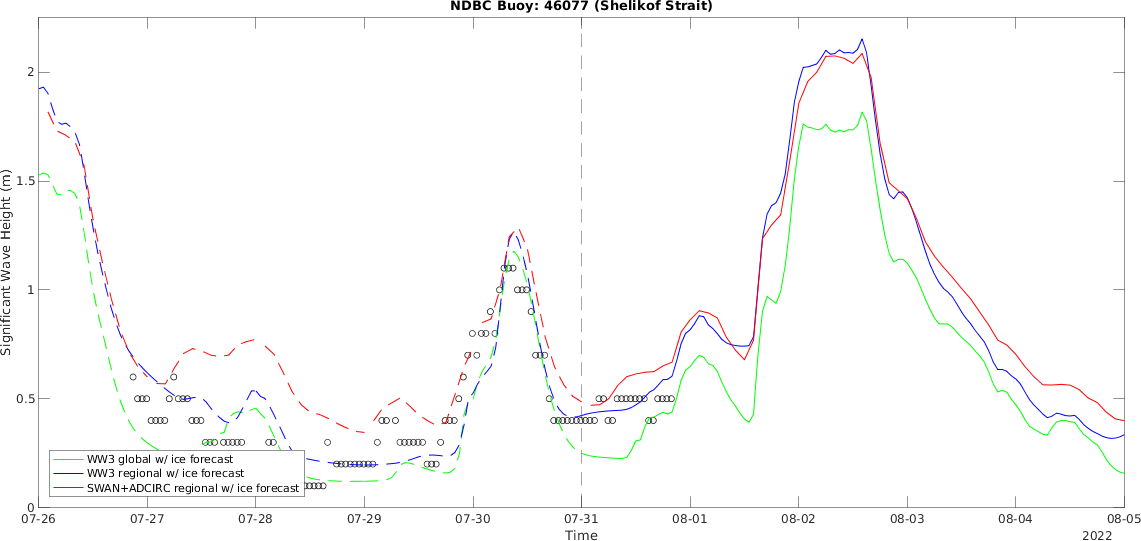 NDBC Buoy: 46077 (Shelikof Strait)
Significant Wave Height (m)
2
1.5
1
0.5
0
WW3 global w/ ice forecast
WW3 regional w/ ice forecast
SWAN+ADCIRC regional w/ ice forecast
07-26 07-27 07-28 07-29 07-30 07-31 08-01 08-02 08-03 08-04 08-05
Time
2022